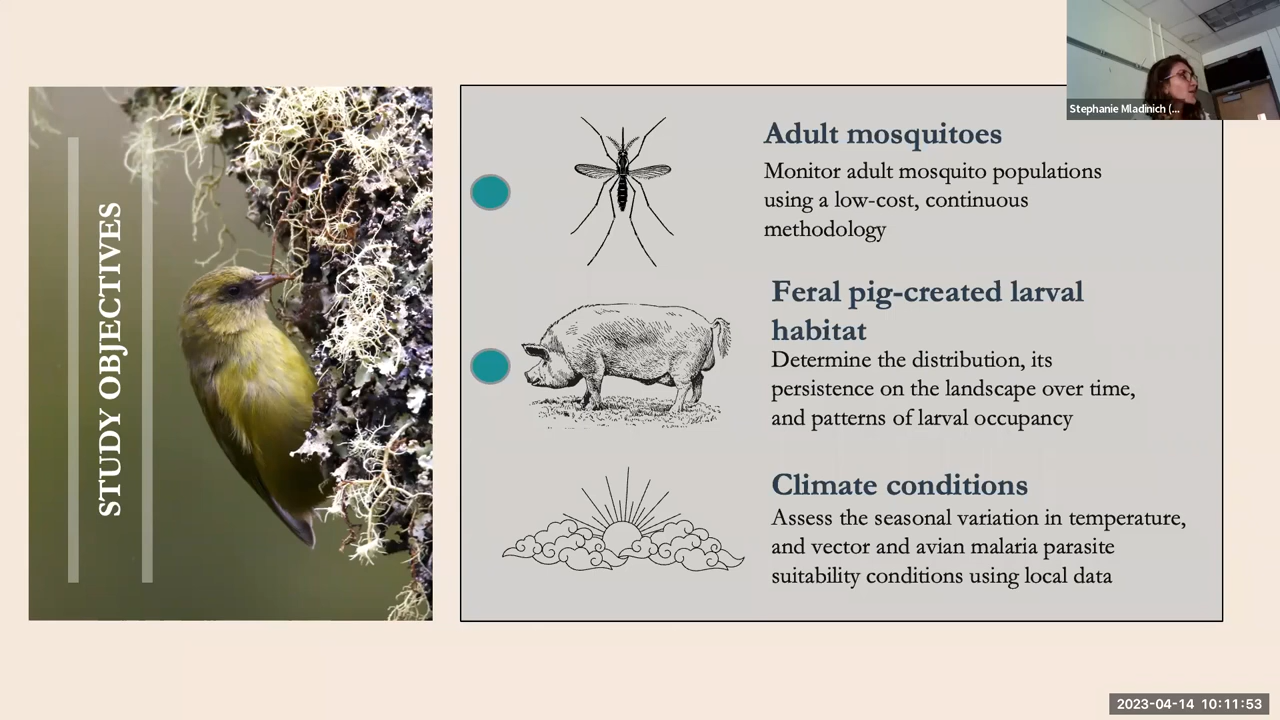 STUDY OBJECTIVES
Adult mosquitoes
Monitor adult mosquito populations
using a low-cost, continuous
methodology
Feral pig-created larval
habitat
Determine the distribution, its
persistence on the landscape over time,
and patterns of larval occupancy
Climate conditions
Assess the seasonal variation in temperature,
and vector and avian malaria parasite
suitability conditions using local data
Stephanie Mladinich (...
2023-04-14 10:11:53